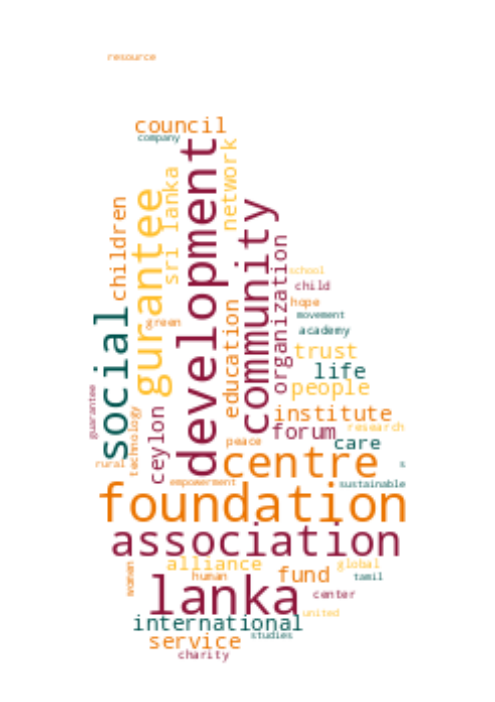 resource
council
company
development
network
sri lanka
gurantee
children
community
organization
school
child
hope
movement
academy
green
education
social
trust
life
people
institute
research
forum
care
guarantee
technology
ceylon
peace
centre
rural
s
empowerment
sustainable
foundation
association
alliance
global
human
fund
tamil
women
lanka
center
united
international
studies
service
charity